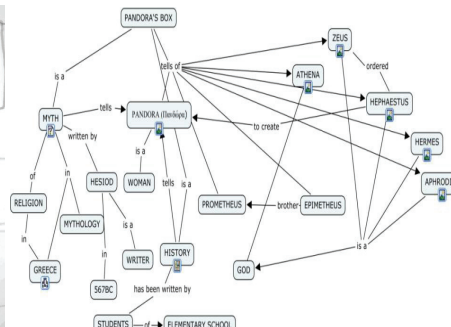 PANDORA'S BOX
ZEUS
tells of
ordered
ATHENA
is a
HEPHAESTUS
tells
PANDORA (Πανδώρα)
MYTH
to create
written by
HERMES
is a
of
in
HESIOD
WOMAN
tells
is a
APHRODI
RELIGION
PROMETHEUS
brother
EPIMETHEUS
MYTHOLOGY
is a
in
in
WRITER
HISTORY
is a
GREECE
GOD
567BC
has been written by
STUDENTS
of
ELEMENTARY SCHOOL